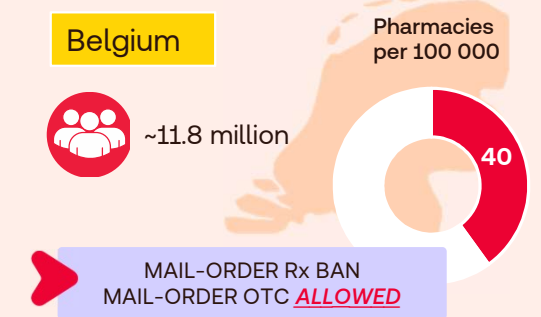 Belgium
Pharmacies
per 100 000
~11.8 million
40
MAIL-ORDER Rx BAN
MAIL-ORDER OTC ALLOWED